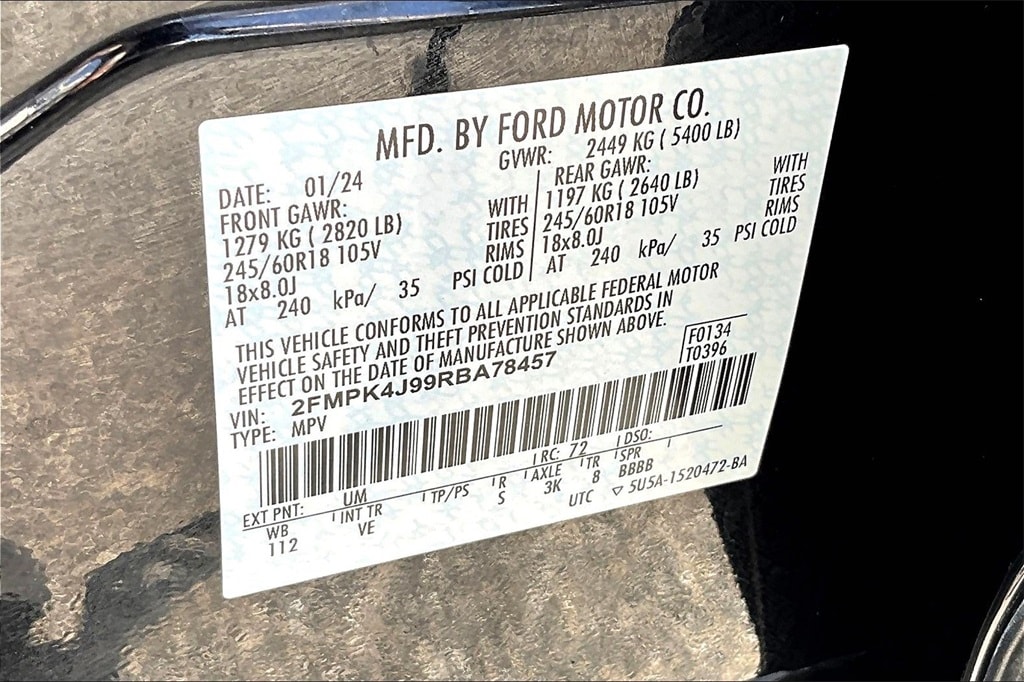 MFD. BY FORD MOTOR CO.
DATE: 01/24 GVWR: 2449 KG ( 5400 LB)
FRONT GAWR: REAR GAWR:
1279 KG ( 2820 LB) WITH 1197 KG ( 2640 LB) WITH
245/60R18 105V TIRES 245/60R18 105V TIRES
18x8.0J RIMS 18x8.0J RIMS
AT 240 kPa/ 35 PSI COLD AT 240 kPa/ 35 PSI COLD
THIS VEHICLE CONFORMS TO ALL APPLICABLE FEDERAL MOTOR
VEHICLE SAFETY AND THEFT PREVENTION STANDARDS IN
EFFECT ON THE DATE OF MANUFACTURE SHOWN ABOVE.
VIN: 2FMPK4J99RBA78457 F0134
TYPE: MPV T0396
EXT PNT: UM RC: 72 DSO:
WB INT TR TP/PS R AXLE TR SPR
112 VE S 3K 8 BBBB
UTC ▽ 5U5A-1520472-BA